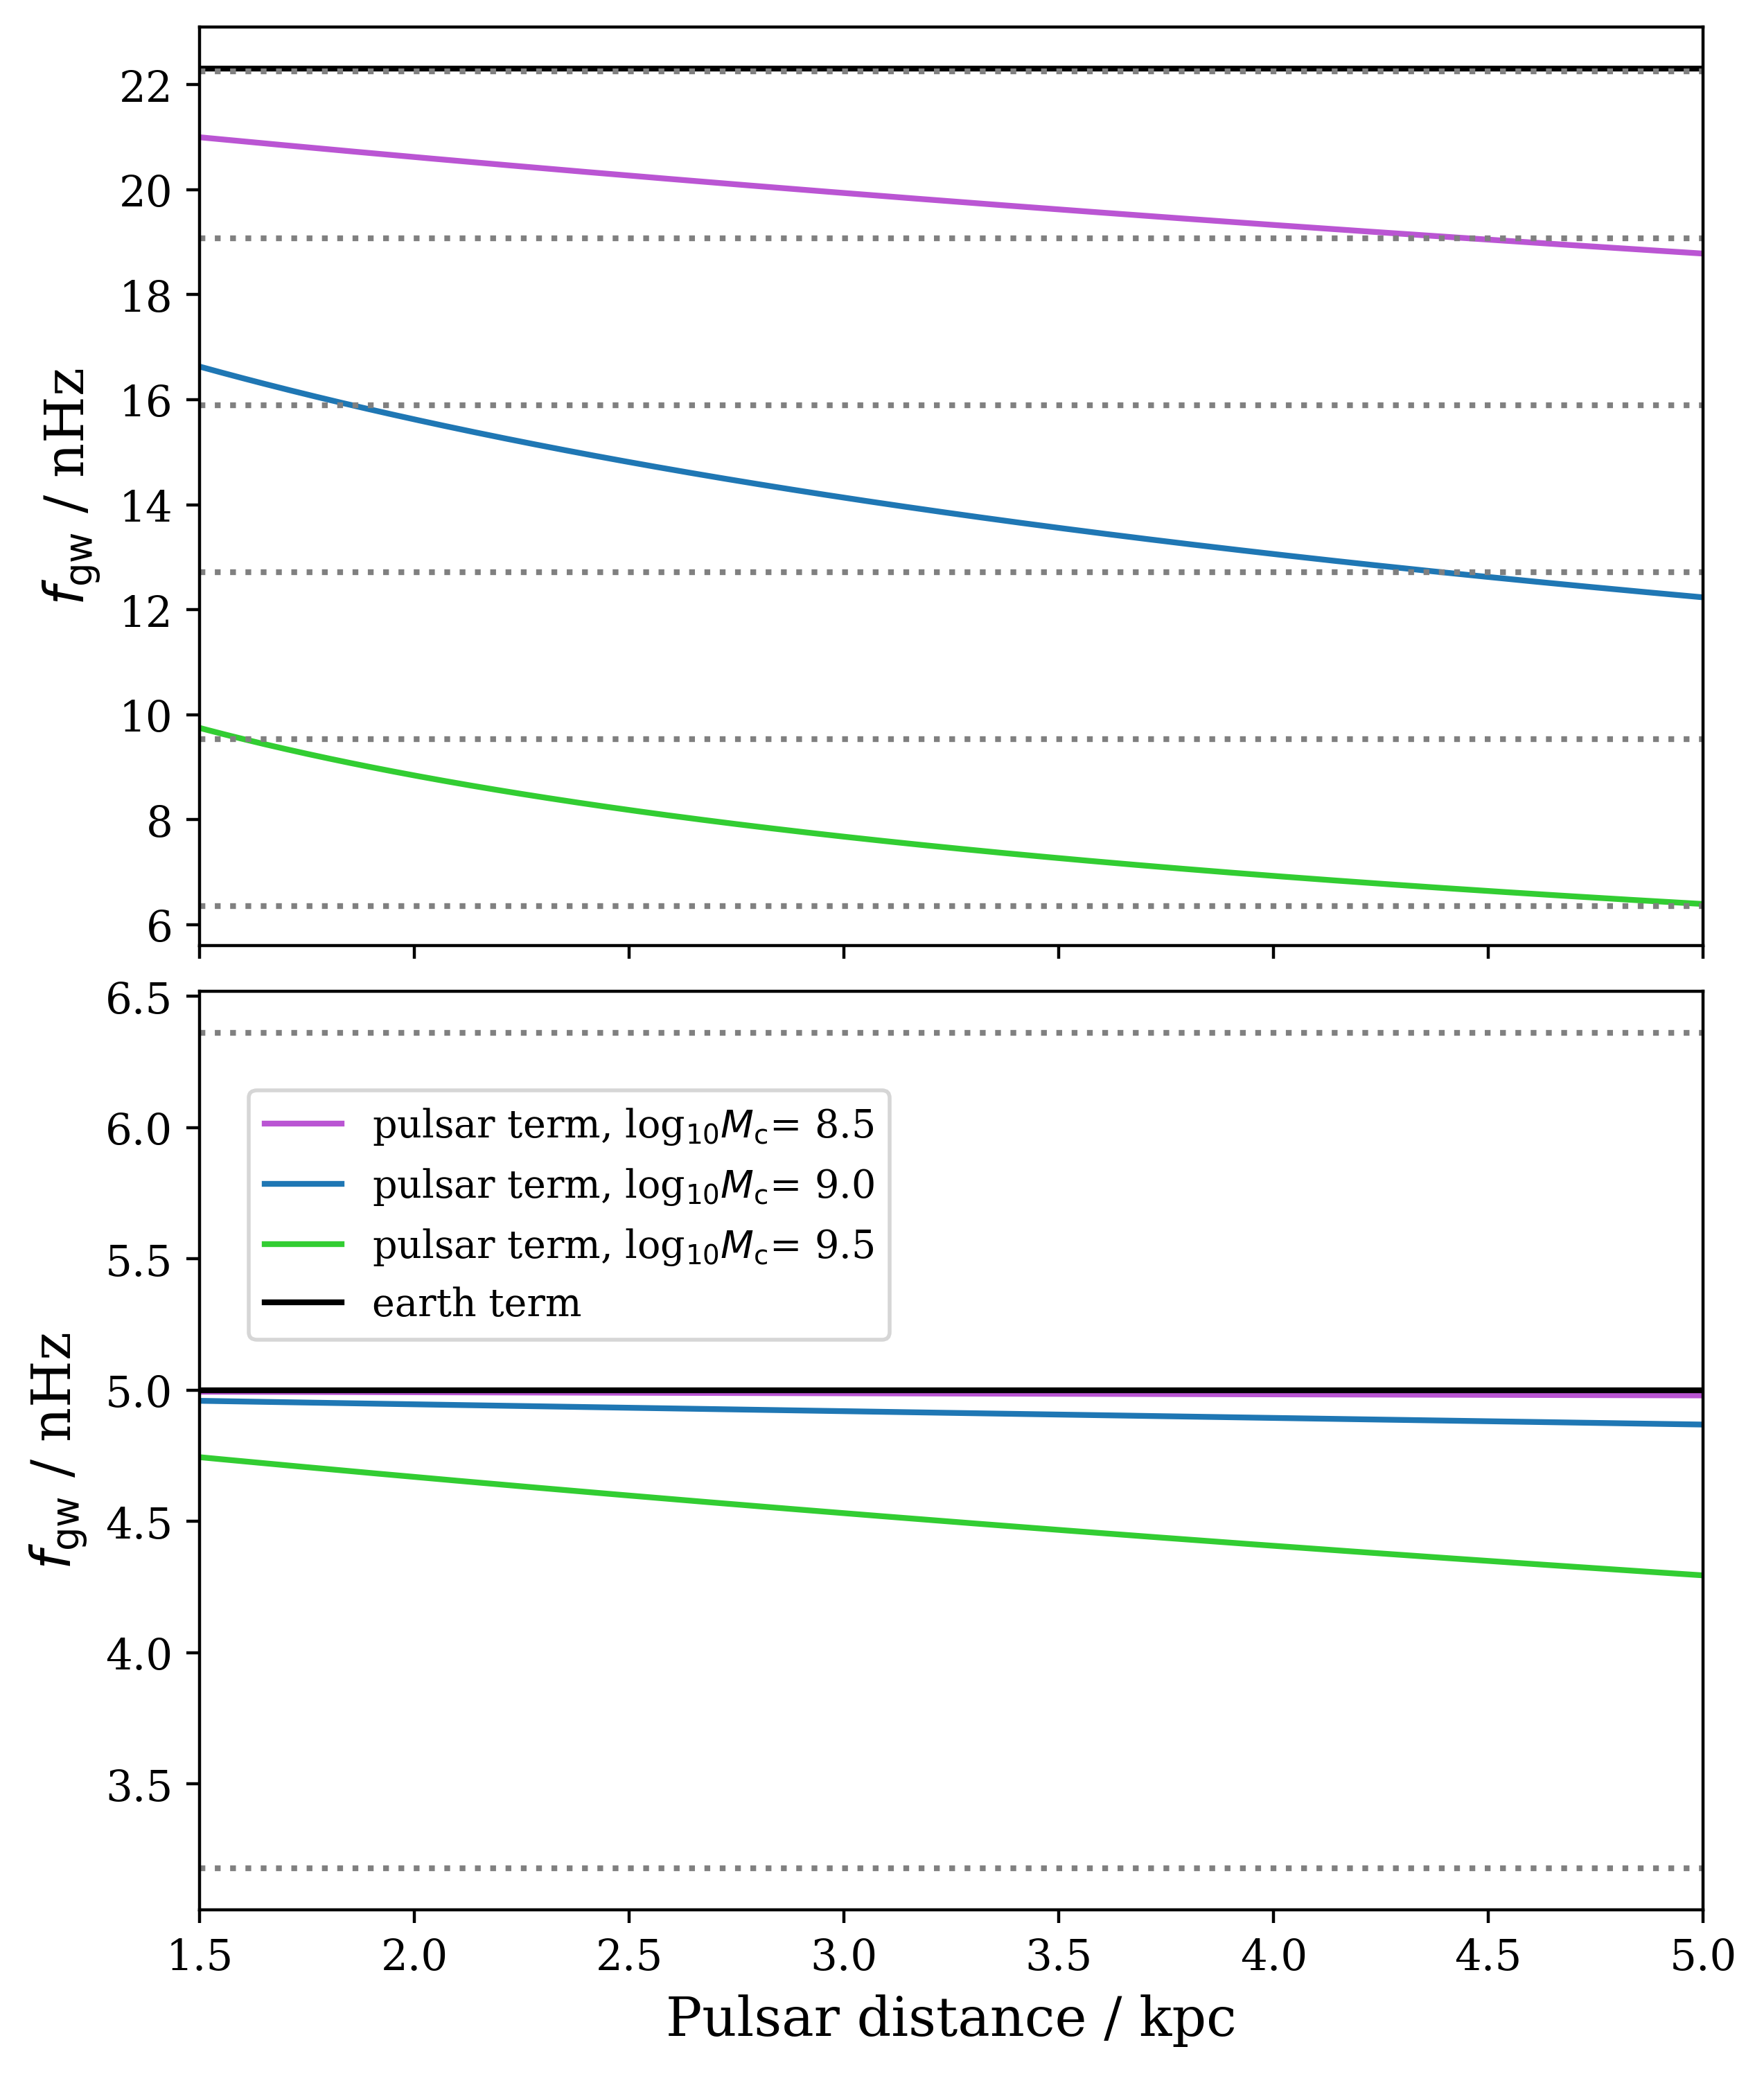 22
20
18
16
14
12
10
8
6
f_gw / nHz
6.5
6.0
5.5
5.0
4.5
4.0
3.5
f_gw / nHz
pulsar term, log₁₀M_c= 8.5
pulsar term, log₁₀M_c= 9.0
pulsar term, log₁₀M_c= 9.5
earth term
1.5 2.0 2.5 3.0 3.5 4.0 4.5 5.0
Pulsar distance / kpc